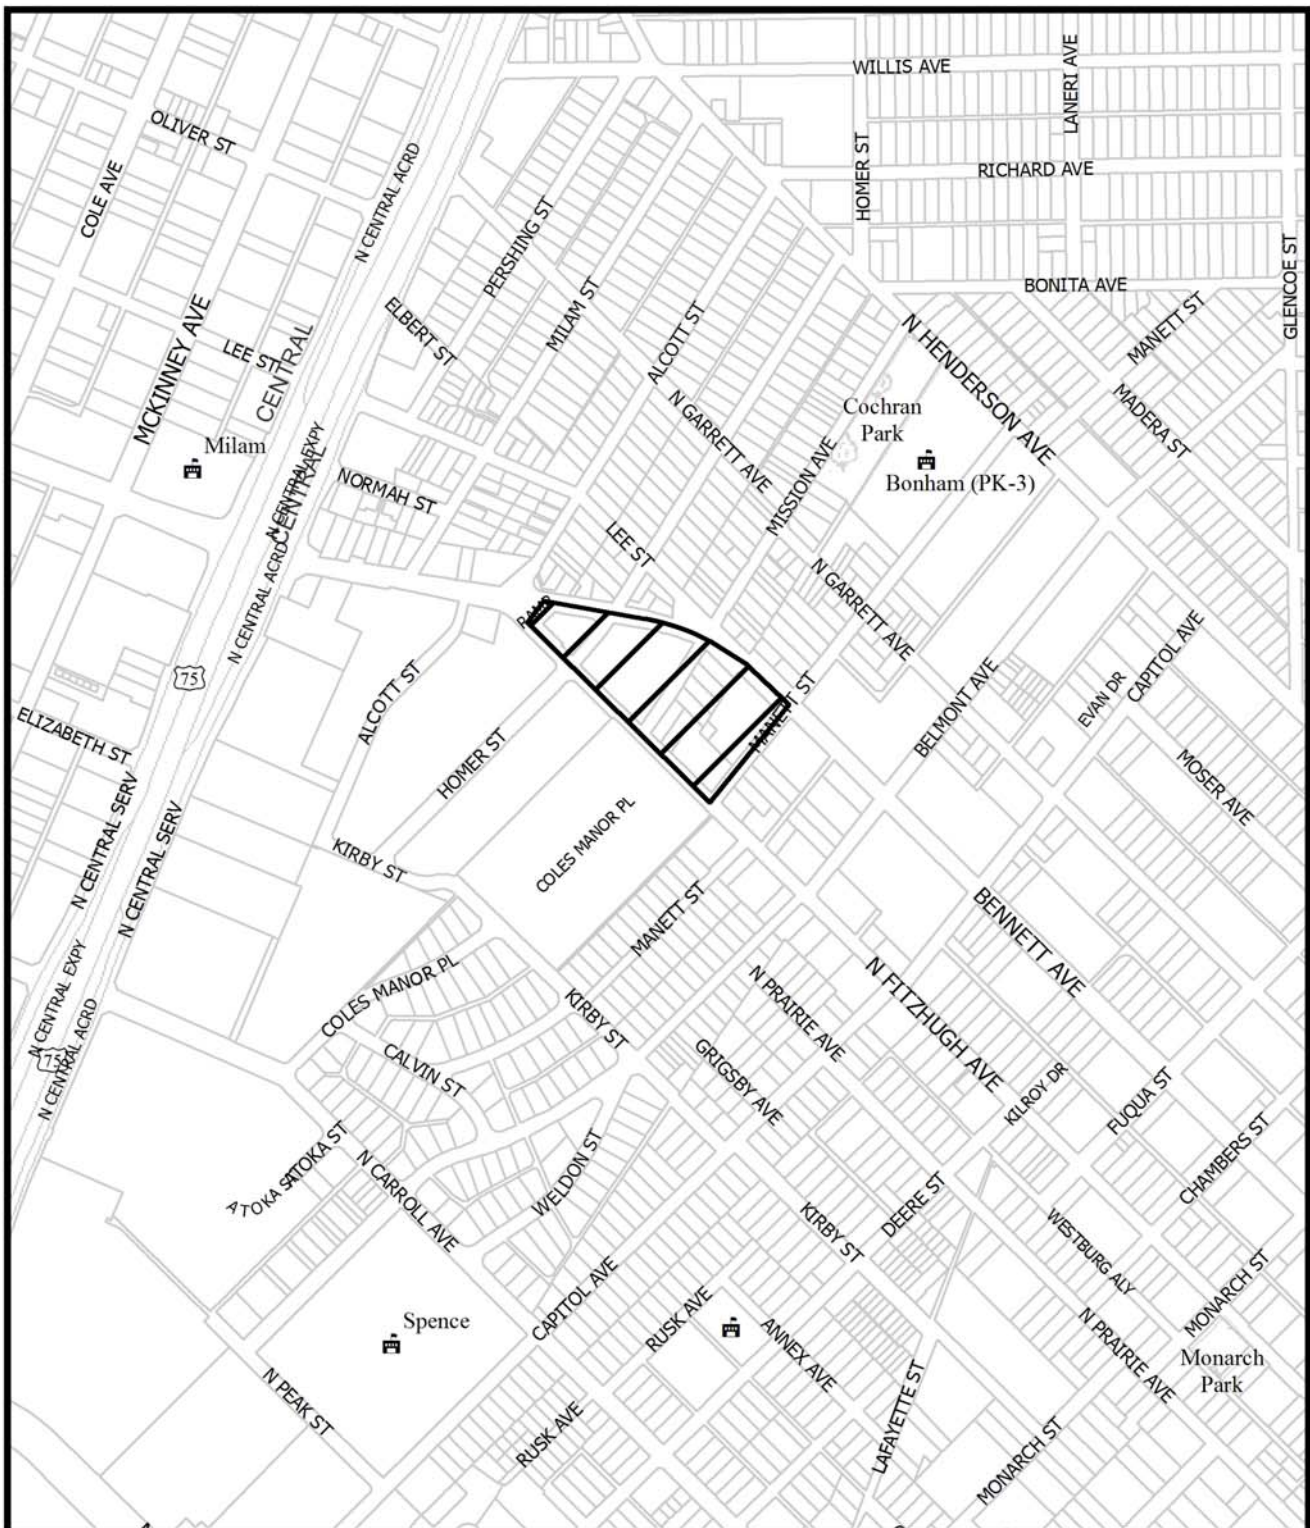 WILLIS AVE
LANERI AVE
OLIVER ST
HOMER ST
RICHARD AVE
COLE AVE
N CENTRAL ACRD
PERSHING ST
GLENCOE ST
BONITA AVE
MILAM ST
MANETT ST
ELBERT ST
ALCOTT ST
N HENDERSON AVE
MCKINNEY AVE
LEE ST
CENTRAL
MADERA ST
Cochran
Park
N GARRETT AVE
Milam
MISSION AVE
Bonham (PK-3)
N CENTRAL EXPY
CENTRAL
NORMAH ST
LEE ST
N CENTRAL ACRD
N GARRETT AVE
RAMP
CAPITOL AVE
75
ALCOTT ST
MANETT ST
BELMONT AVE
EVAN DR
ELIZABETH ST
HOMER ST
MOSER AVE
N CENTRAL SERV
N CENTRAL SERV
COLES MANOR PL
KIRBY ST
MANETT ST
BENNETT AVE
N CENTRAL EXPY
COLES MANOR PL
N FITZHUGH AVE
N PRAIRIE AVE
KIRBY ST
75
N CENTRAL ACRD
CALVIN ST
GRIGSBY AVE
KILROY DR
FUQUA ST
ATOKA ST
ATOKA ST
N CARROLL AVE
WELDON ST
CHAMBERS ST
DEERE ST
KIRBY ST
WESTBURG ALY
MONARCH ST
CAPITOL AVE
RUSK AVE
Spence
ANNEX AVE
N PRAIRIE AVE
Monarch
Park
N PEAK ST
LAFAYETTE ST
RUSK AVE
MONARCH ST